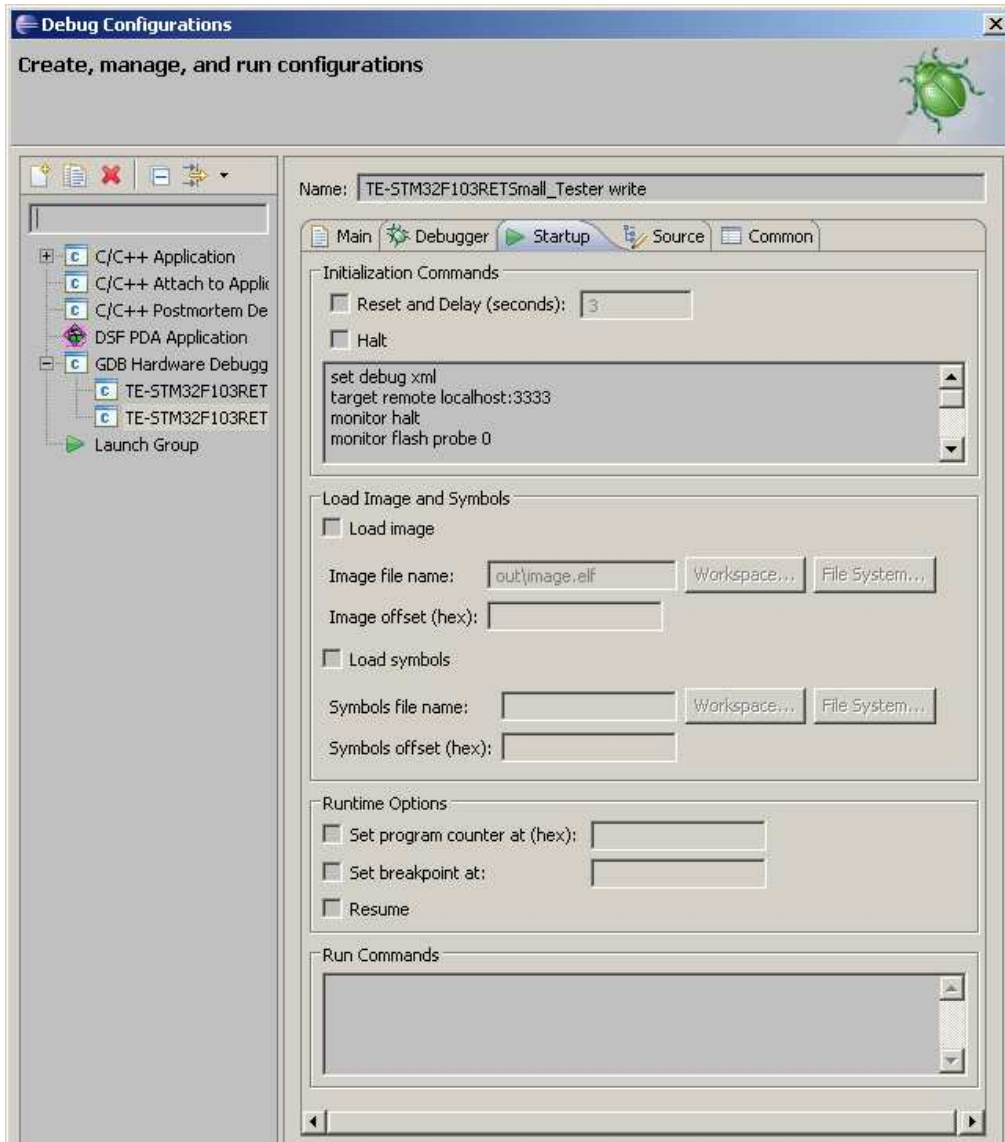 Debug Configurations
Create, manage, and run configurations
Name: TE-STM32F103RETSmall_Tester write
Main Debugger Startup Source Common
C/C++ Application
C/C++ Attach to Applic
C/C++ Postmortem De
DSF PDA Application
GDB Hardware Debugg
TE-STM32F103RET
TE-STM32F103RET
Launch Group
Initialization Commands
Reset and Delay (seconds): 3
Halt
set debug xml
target remote localhost:3333
monitor halt
monitor flash probe 0
Load Image and Symbols
Load image
Image file name: out\image.elf Workspace... File System...
Image offset (hex):
Load symbols
Symbols file name: Workspace... File System...
Symbols offset (hex):
Runtime Options
Set program counter at (hex):
Set breakpoint at:
Resume
Run Commands